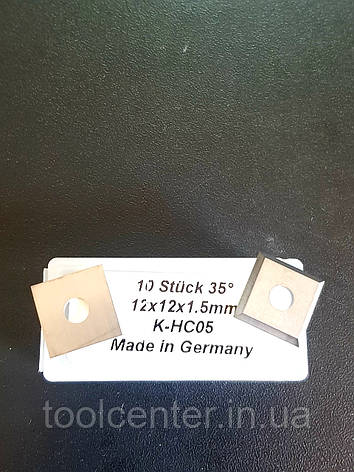 10 Stück 35°
12x12x1.5mm
K-HC05
Made in Germany
toolcenter.in.ua